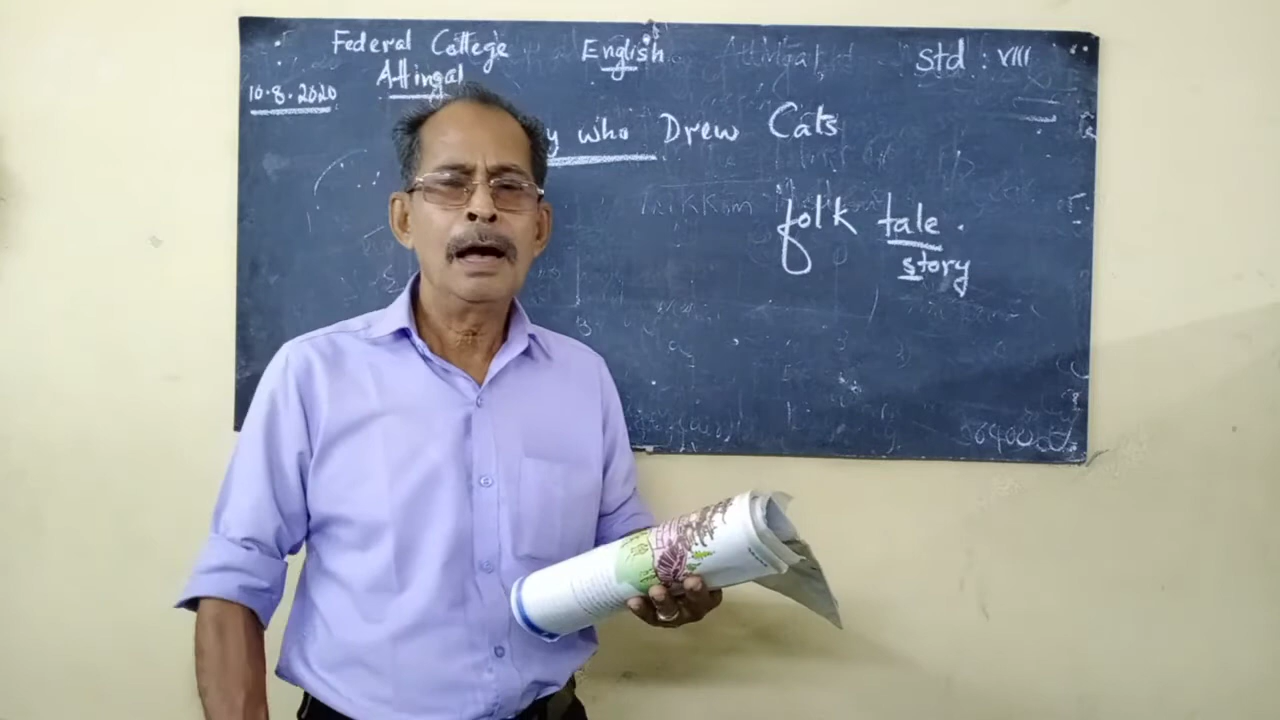 Federal College English Std : VIII
Attingal
10.8.2020
y who Drew Cats
folk tale.
story